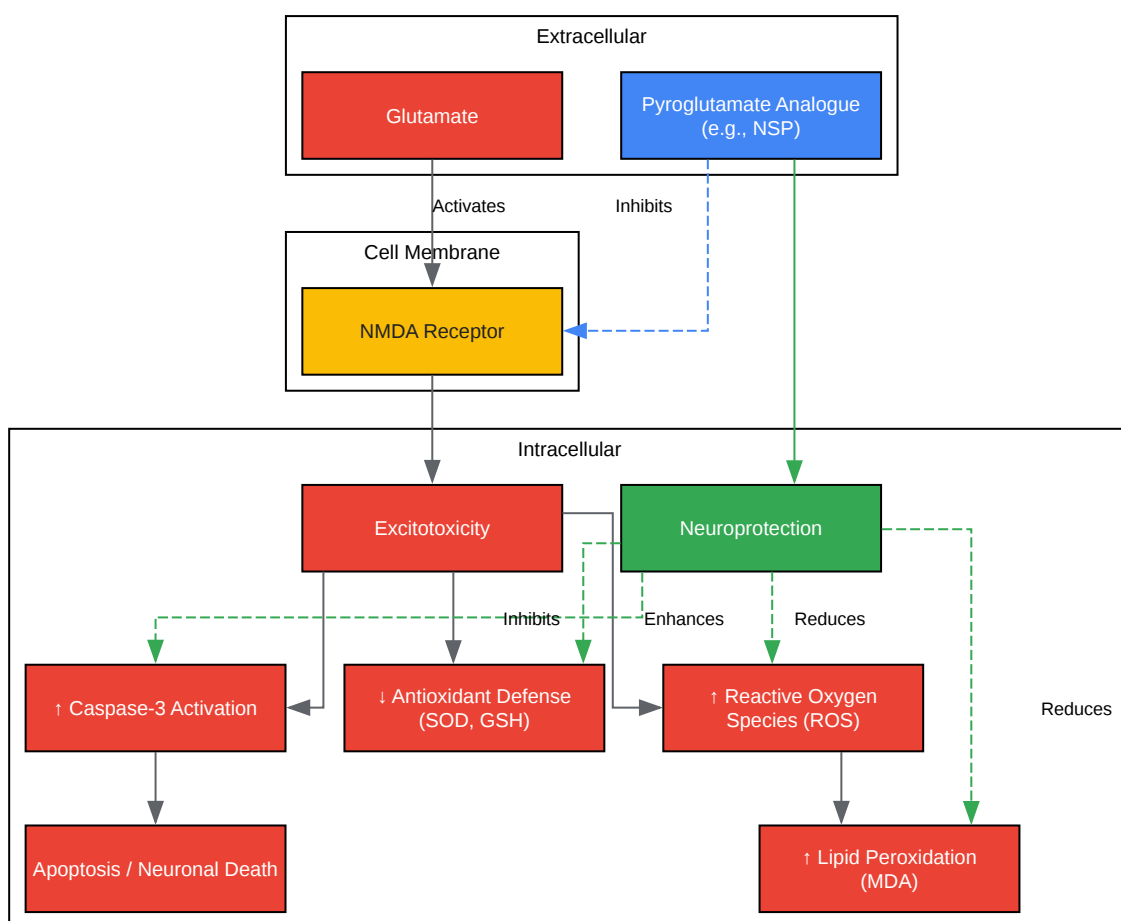 Extracellular
Glutamate
Pyroglutamate Analogue
(e.g., NSP)
Activates
Inhibits
Cell Membrane
NMDA Receptor
Intracellular
Excitotoxicity
Neuroprotection
Inhibits
Enhances
Reduces
↑ Caspase-3 Activation
↓ Antioxidant Defense
(SOD, GSH)
↑ Reactive Oxygen
Species (ROS)
Reduces
Apoptosis / Neuronal Death
↑ Lipid Peroxidation
(MDA)